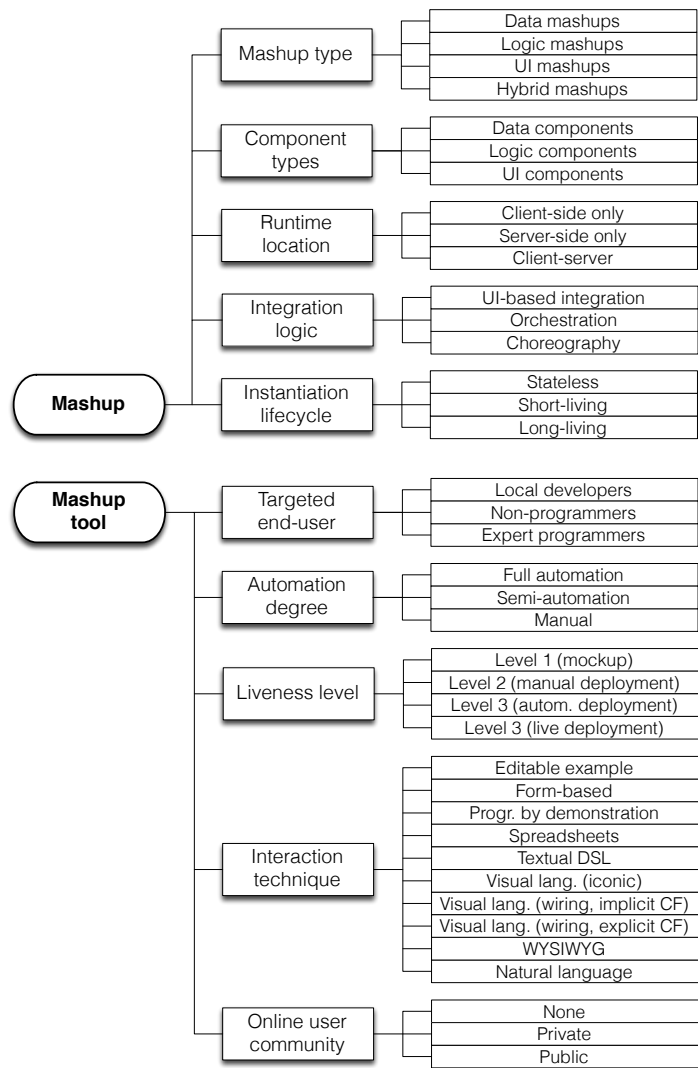 Mashup
Mashup type
Data mashups
Logic mashups
UI mashups
Hybrid mashups
Component
types
Data components
Logic components
UI components
Runtime
location
Client-side only
Server-side only
Client-server
Integration
logic
UI-based integration
Orchestration
Choreography
Instantiation
lifecycle
Stateless
Short-living
Long-living
Mashup
tool
Targeted
end-user
Local developers
Non-programmers
Expert programmers
Automation
degree
Full automation
Semi-automation
Manual
Liveness level
Level 1 (mockup)
Level 2 (manual deployment)
Level 3 (autom. deployment)
Level 3 (live deployment)
Interaction
technique
Editable example
Form-based
Progr. by demonstration
Spreadsheets
Textual DSL
Visual lang. (iconic)
Visual lang. (wiring, implicit CF)
Visual lang. (wiring, explicit CF)
WYSIWYG
Natural language
Online user
community
None
Private
Public